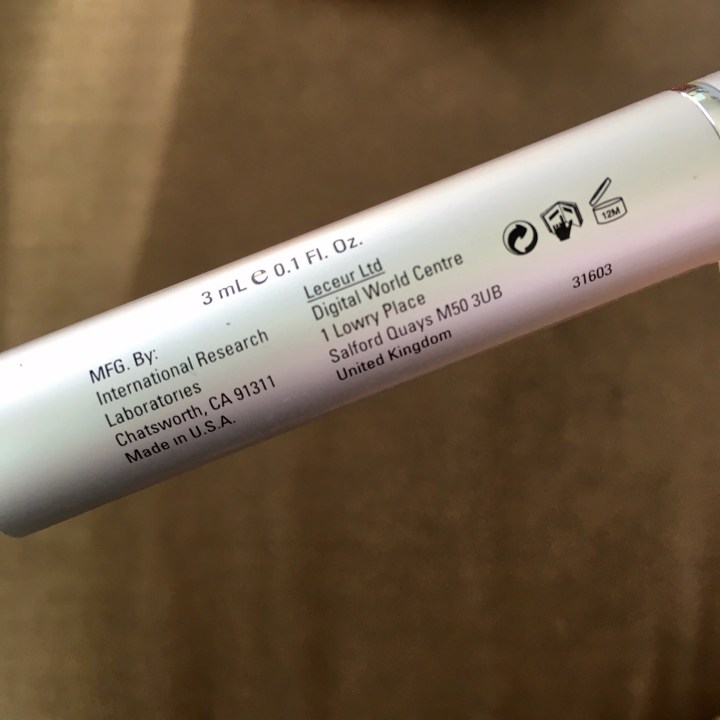 3 mL ℮ 0.1 Fl. Oz.
MFG. By:
International Research
Laboratories
Chatsworth, CA 91311
Made in U.S.A.
Leceur Ltd
Digital World Centre
1 Lowry Place
Salford Quays M50 3UB
United Kingdom
12M
31603